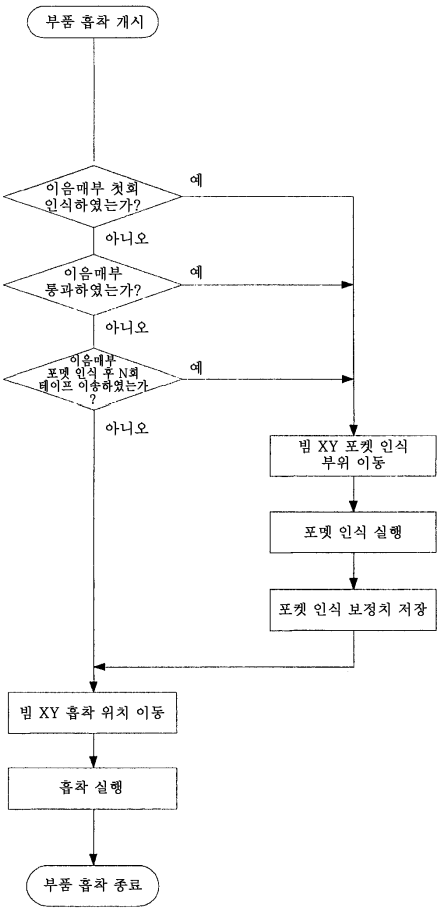 부품 흡착 개시
이음매부 첫회
인식하였는가?
예
아니오
이음매부
통과하였는가?
예
아니오
이음매부
포멧 인식 후 N회
테이프 이송하였는가
?
예
아니오
빔 XY 포켓 인식
부위 이동
포멧 인식 실행
포켓 인식 보정치 저장
빔 XY 흡착 위치 이동
흡착 실행
부품 흡착 종료